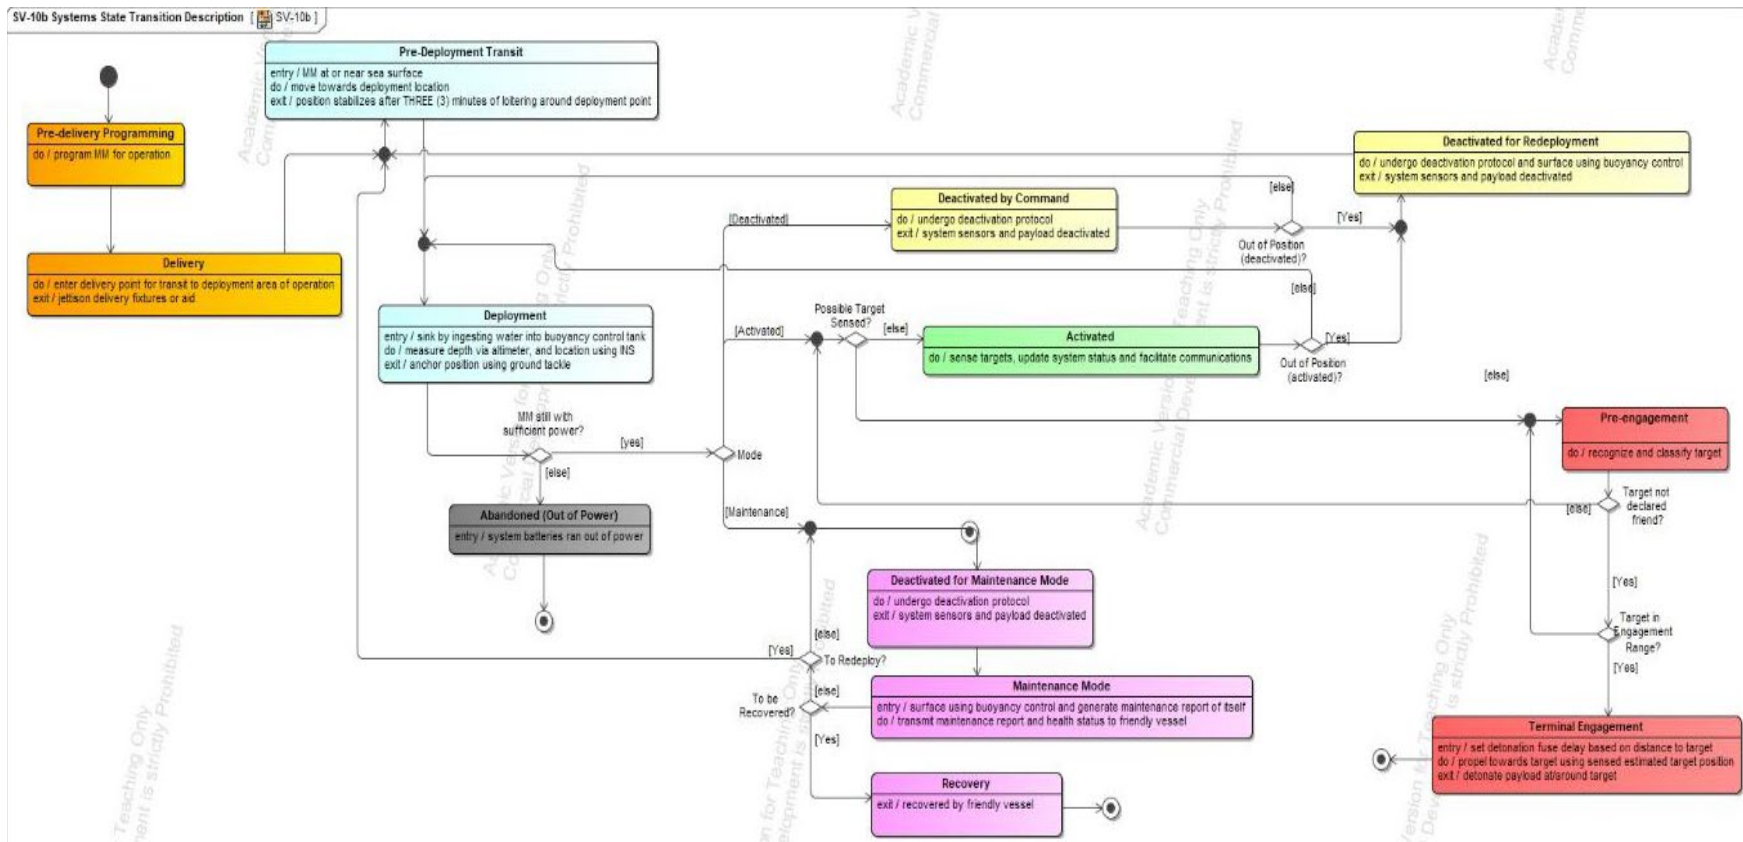 SV-10b Systems State Transition Description [ SV-10b ]
Pre-Deployment Transit
entry / MM at or near sea surface
do / move towards deployment location
exit / position stabilizes after THREE (3) minutes of loitering around deployment point
Pre-delivery Programming
do / program MM for operation
Delivery
do / enter delivery point for transit to deployment area of operation
exit / jettison delivery fixtures or aid
Deactivated for Redeployment
do / undergo deactivation protocol and surface using buoyancy control
exit / system sensors and payload deactivated
[else]
Deactivated by Command
do / undergo deactivation protocol
exit / system sensors and payload deactivated
[Deactivated]
[Yes]
Out of Position
(deactivated)?
[else]
Deployment
entry / sink by ingesting water into buoyancy control tank
do / measure depth via altimeter, and location using INS
exit / anchor position using ground tackle
Possible Target
Sensed?
[Activated]
[else]
Activated
do / sense targets, update system status and facilitate communications
[Yes]
Out of Position
(activated)?
[else]
MM still with
sufficient power?
[yes]
Mode
[else]
Pre-engagement
do / recognize and classify target
Abandoned (Out of Power)
entry / system batteries ran out of power
[Maintenance]
[else]
Target not
declared
friend?
Deactivated for Maintenance Mode
do / undergo deactivation protocol
exit / system sensors and payload deactivated
[Yes]
Target in
Engagement
Range?
[Yes]
[else]
[Yes]
To Redeploy?
To be
Recovered?
[else]
[Yes]
Maintenance Mode
entry / surface using buoyancy control and generate maintenance report of itself
do / transmit maintenance report and health status to friendly vessel
Terminal Engagement
entry / set detonation fuse delay based on distance to target
do / propel towards target using sensed estimated target position
exit / detonate payload at/around target
Recovery
exit / recovered by friendly vessel